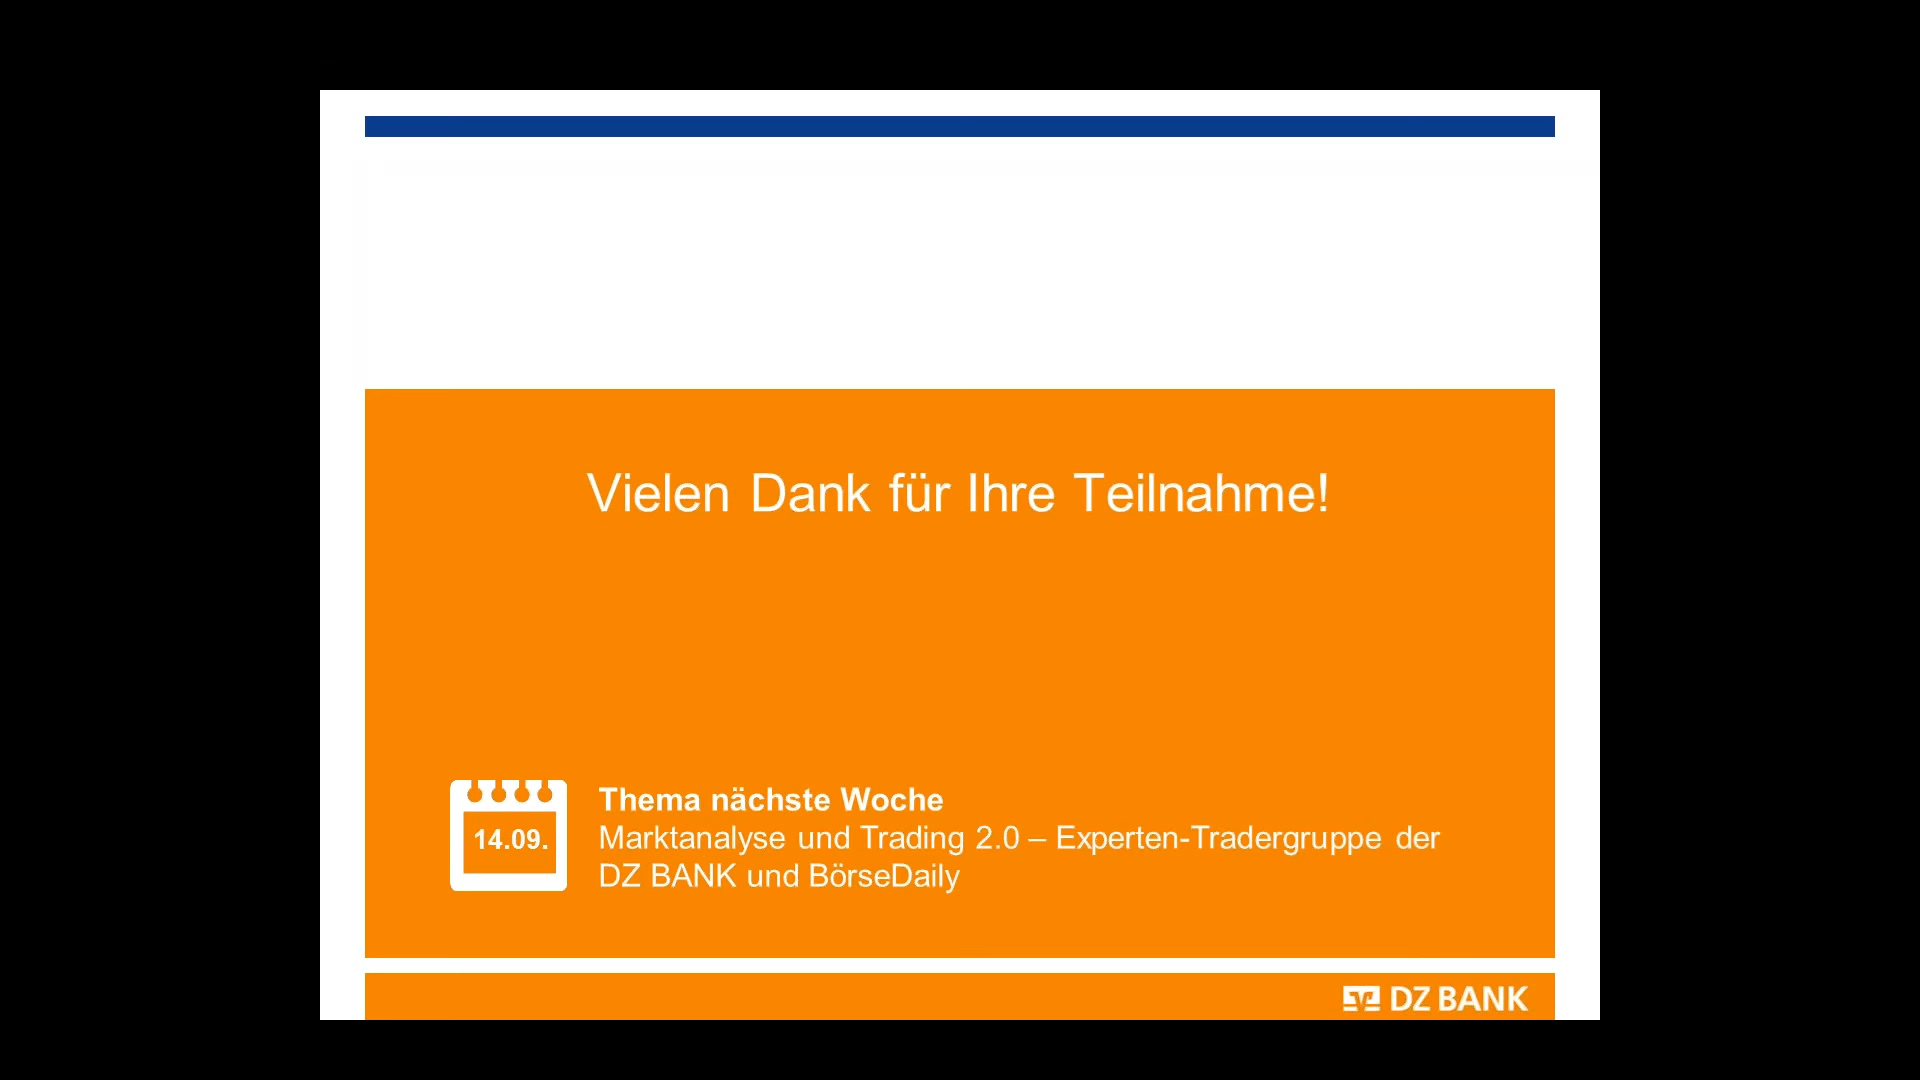 Vielen Dank für Ihre Teilnahme!
14.09.
Thema nächste Woche
Marktanalyse und Trading 2.0 – Experten-Tradergruppe der
DZ BANK und BörseDaily
DZ BANK